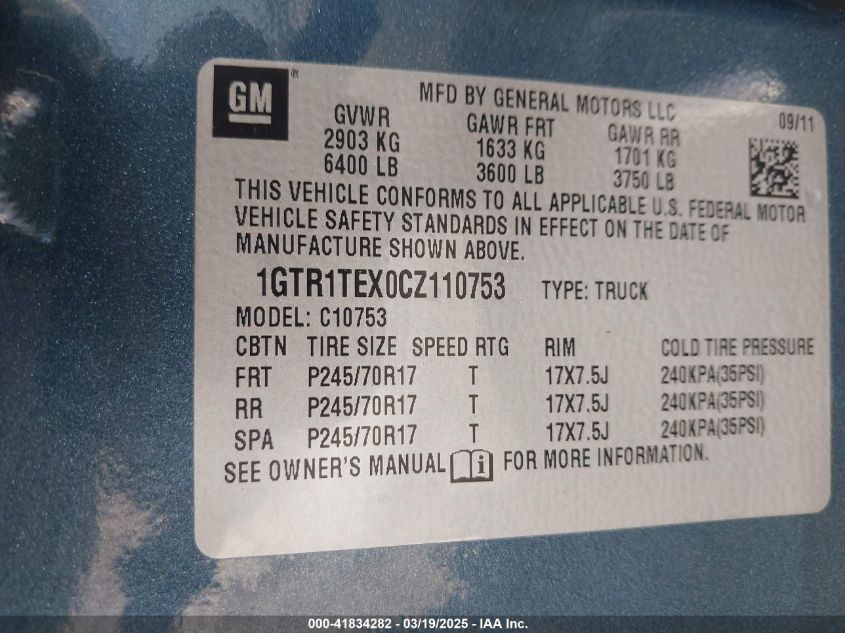 GM®
MFD BY GENERAL MOTORS LLC
09/11
GVWR GAWR FRT GAWR RR
2903 KG 1633 KG 1701 KG
6400 LB 3600 LB 3750 LB
THIS VEHICLE CONFORMS TO ALL APPLICABLE U.S. FEDERAL MOTOR
VEHICLE SAFETY STANDARDS IN EFFECT ON THE DATE OF
MANUFACTURE SHOWN ABOVE.
1GTR1TEX0CZ110753 TYPE: TRUCK
MODEL: C10753
CBTN TIRE SIZE SPEED RTG RIM COLD TIRE PRESSURE
FRT P245/70R17 T 17X7.5J 240KPA(35PSI)
RR P245/70R17 T 17X7.5J 240KPA(35PSI)
SPA P245/70R17 T 17X7.5J 240KPA(35PSI)
SEE OWNER'S MANUAL FOR MORE INFORMATION.
000-41834282 - 03/19/2025 - IAA Inc.